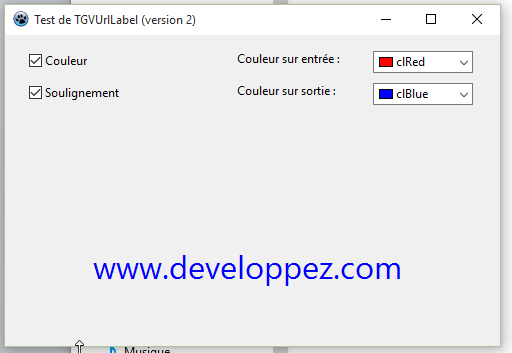 Test de TGVUrlLabel (version 2)
Couleur
Couleur sur entrée :
clRed
Soulignement
Couleur sur sortie :
clBlue
www.developpez.com
Musique